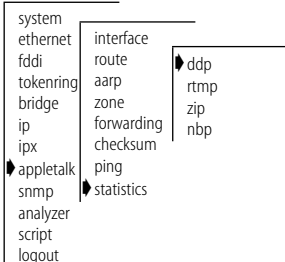 system
ethernet
fddi
tokenring
bridge
ip
ipx
appletalk
snmp
analyzer
script
logout
interface
route
aarp
zone
forwarding
checksum
ping
statistics
ddp
rtmp
zip
nbp